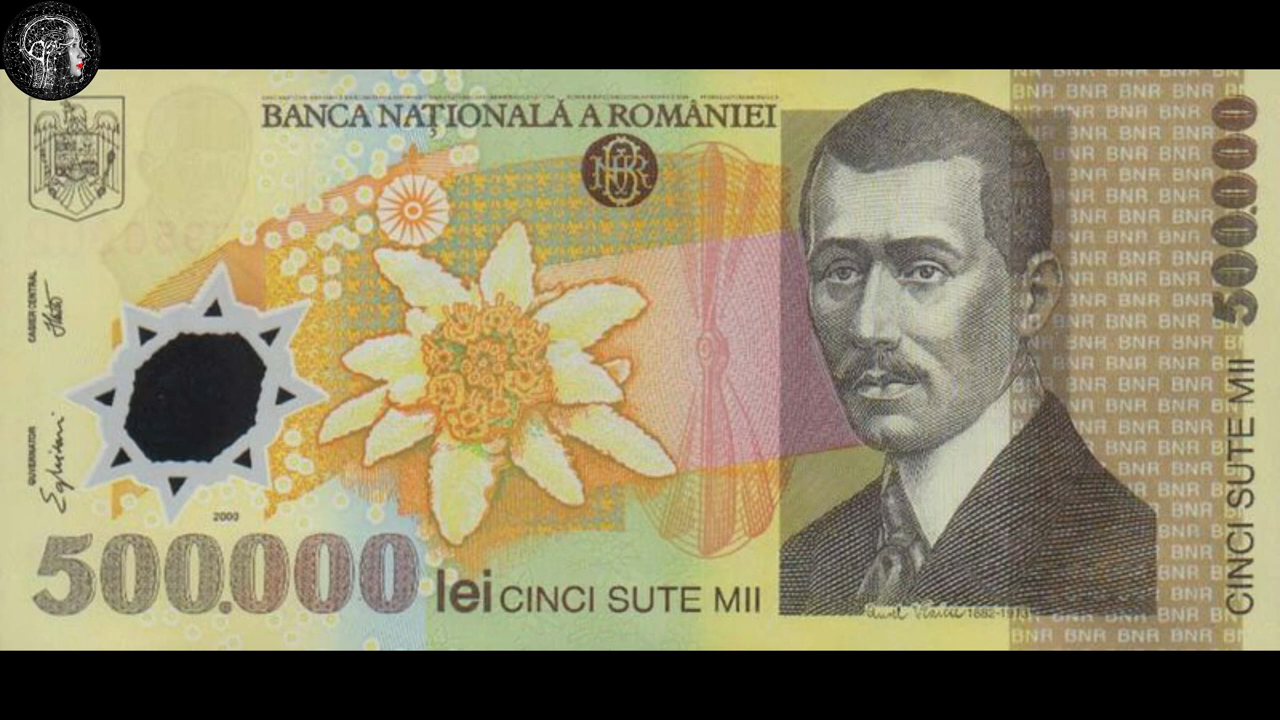 BANCA NAȚIONALĂ A ROMÂNIEI
BNR
CASIER CENTRAL
GUVERNATOR
2000
500.000 lei CINCI SUTE MII
Aurel Vlaicu 1882-1913
500.000
CINCI SUTE MII
BNR BNR BNR BNR